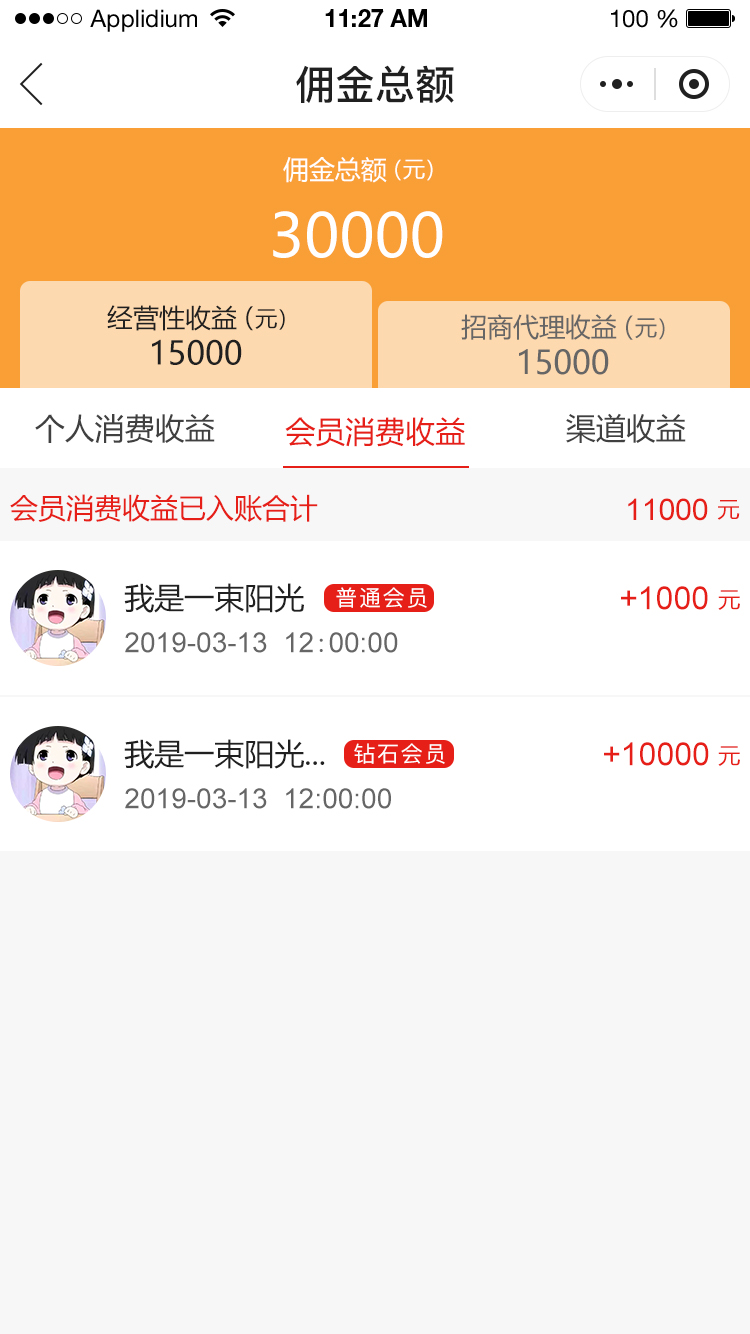 Applidium 11:27 AM 100 %
佣金总额
佣金总额 (元)
30000
经营性收益 (元)
15000
招商代理收益 (元)
15000
个人消费收益 会员消费收益 渠道收益
会员消费收益已入账合计 11000 元
我是一束阳光 普通会员 +1000 元
2019-03-13 12:00:00
我是一束阳光... 钻石会员 +10000 元
2019-03-13 12:00:00